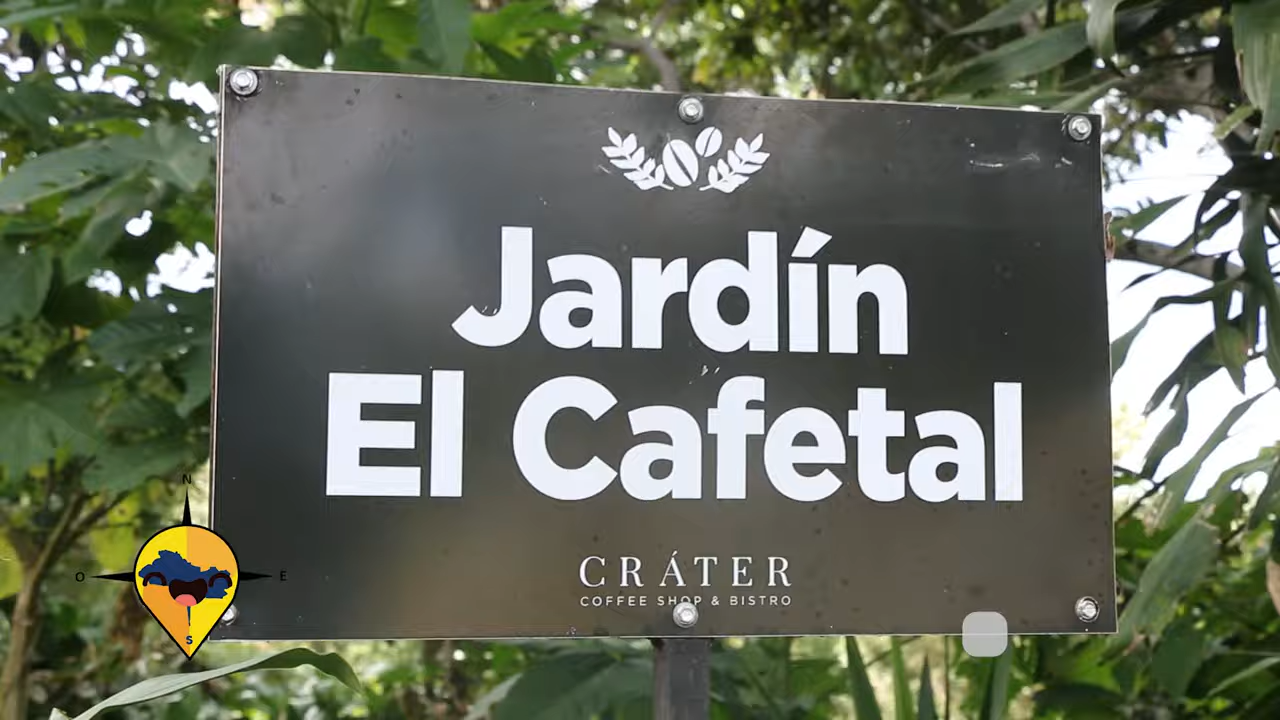 Jardín
El Cafetal
CRÁTER
COFFEE SHOP & BISTRO
N
O E
S